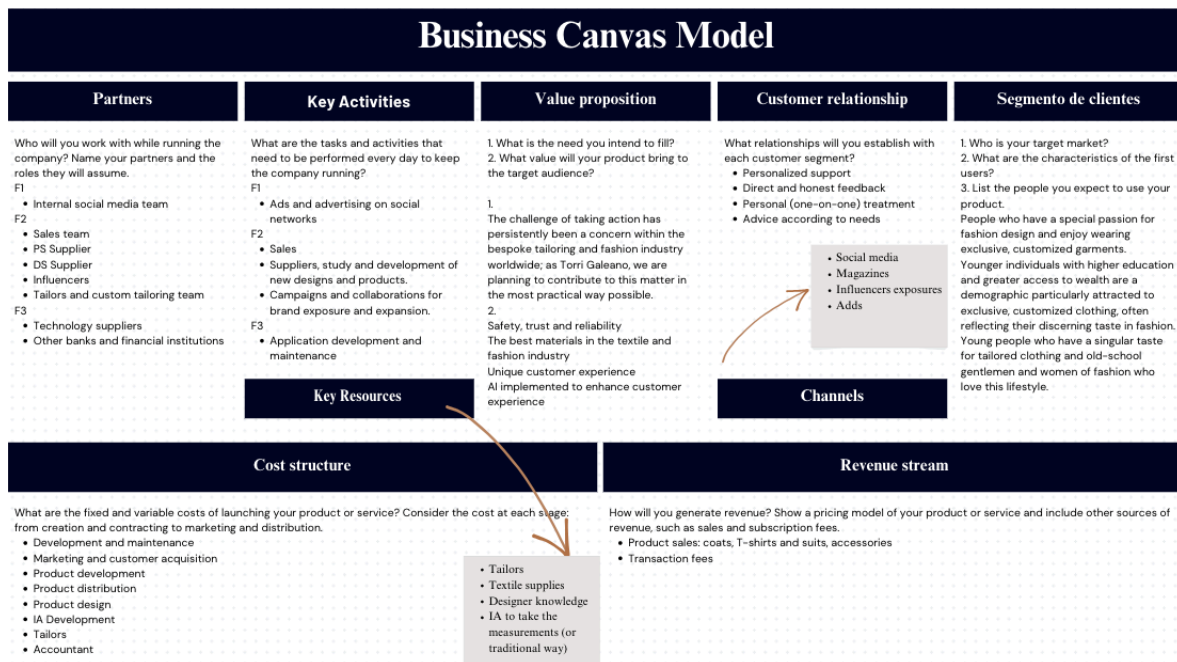 Business Canvas Model
Partners
Who will you work with while running the
company? Name your partners and the
roles they will assume.
F1
• Internal social media team
F2
• Sales team
• PS Supplier
• DS Supplier
• Influencers
• Tailors and custom tailoring team
F3
• Technology suppliers
• Other banks and financial institutions
Key Activities
What are the tasks and activities that
need to be performed every day to keep
the company running?
F1
• Ads and advertising on social
networks
F2
• Sales
• Suppliers, study and development of
new designs and products.
• Campaigns and collaborations for
brand exposure and expansion.
F3
• Application development and
maintenance
Key Resources
• Tailors
• Textile supplies
• Designer knowledge
• IA to take the
measurements (or
traditional way)
Value proposition
1. What is the need you intend to fill?
2. What value will your product bring to
the target audience?
1.
The challenge of taking action has
persistently been a concern within the
bespoke tailoring and fashion industry
worldwide; as Torri Galeano, we are
planning to contribute to this matter in
the most practical way possible.
2.
Safety, trust and reliability
The best materials in the textile and
fashion industry
Unique customer experience
AI implemented to enhance customer
experience
Customer relationship
What relationships will you establish with
each customer segment?
• Personalized support
• Direct and honest feedback
• Personal (one-on-one) treatment
• Advice according to needs
• Social media
• Magazines
• Influencers exposures
• Adds
Channels
Segmento de clientes
1. Who is your target market?
2. What are the characteristics of the first
users?
3. List the people you expect to use your
product.
People who have a special passion for
fashion design and enjoy wearing
exclusive, customized garments.
Younger individuals with higher education
and greater access to wealth are a
demographic particularly attracted to
exclusive, customized clothing, often
reflecting their discerning taste in fashion.
Young people who have a singular taste
for tailored clothing and old-school
gentlemen and women of fashion who
love this lifestyle.
Cost structure
What are the fixed and variable costs of launching your product or service? Consider the cost at each stage:
from creation and contracting to marketing and distribution.
• Development and maintenance
• Marketing and customer acquisition
• Product development
• Product distribution
• Product design
• IA Development
• Tailors
• Accountant
Revenue stream
How will you generate revenue? Show a pricing model of your product or service and include other sources of
revenue, such as sales and subscription fees.
• Product sales: coats, T-shirts and suits, accessories
• Transaction fees